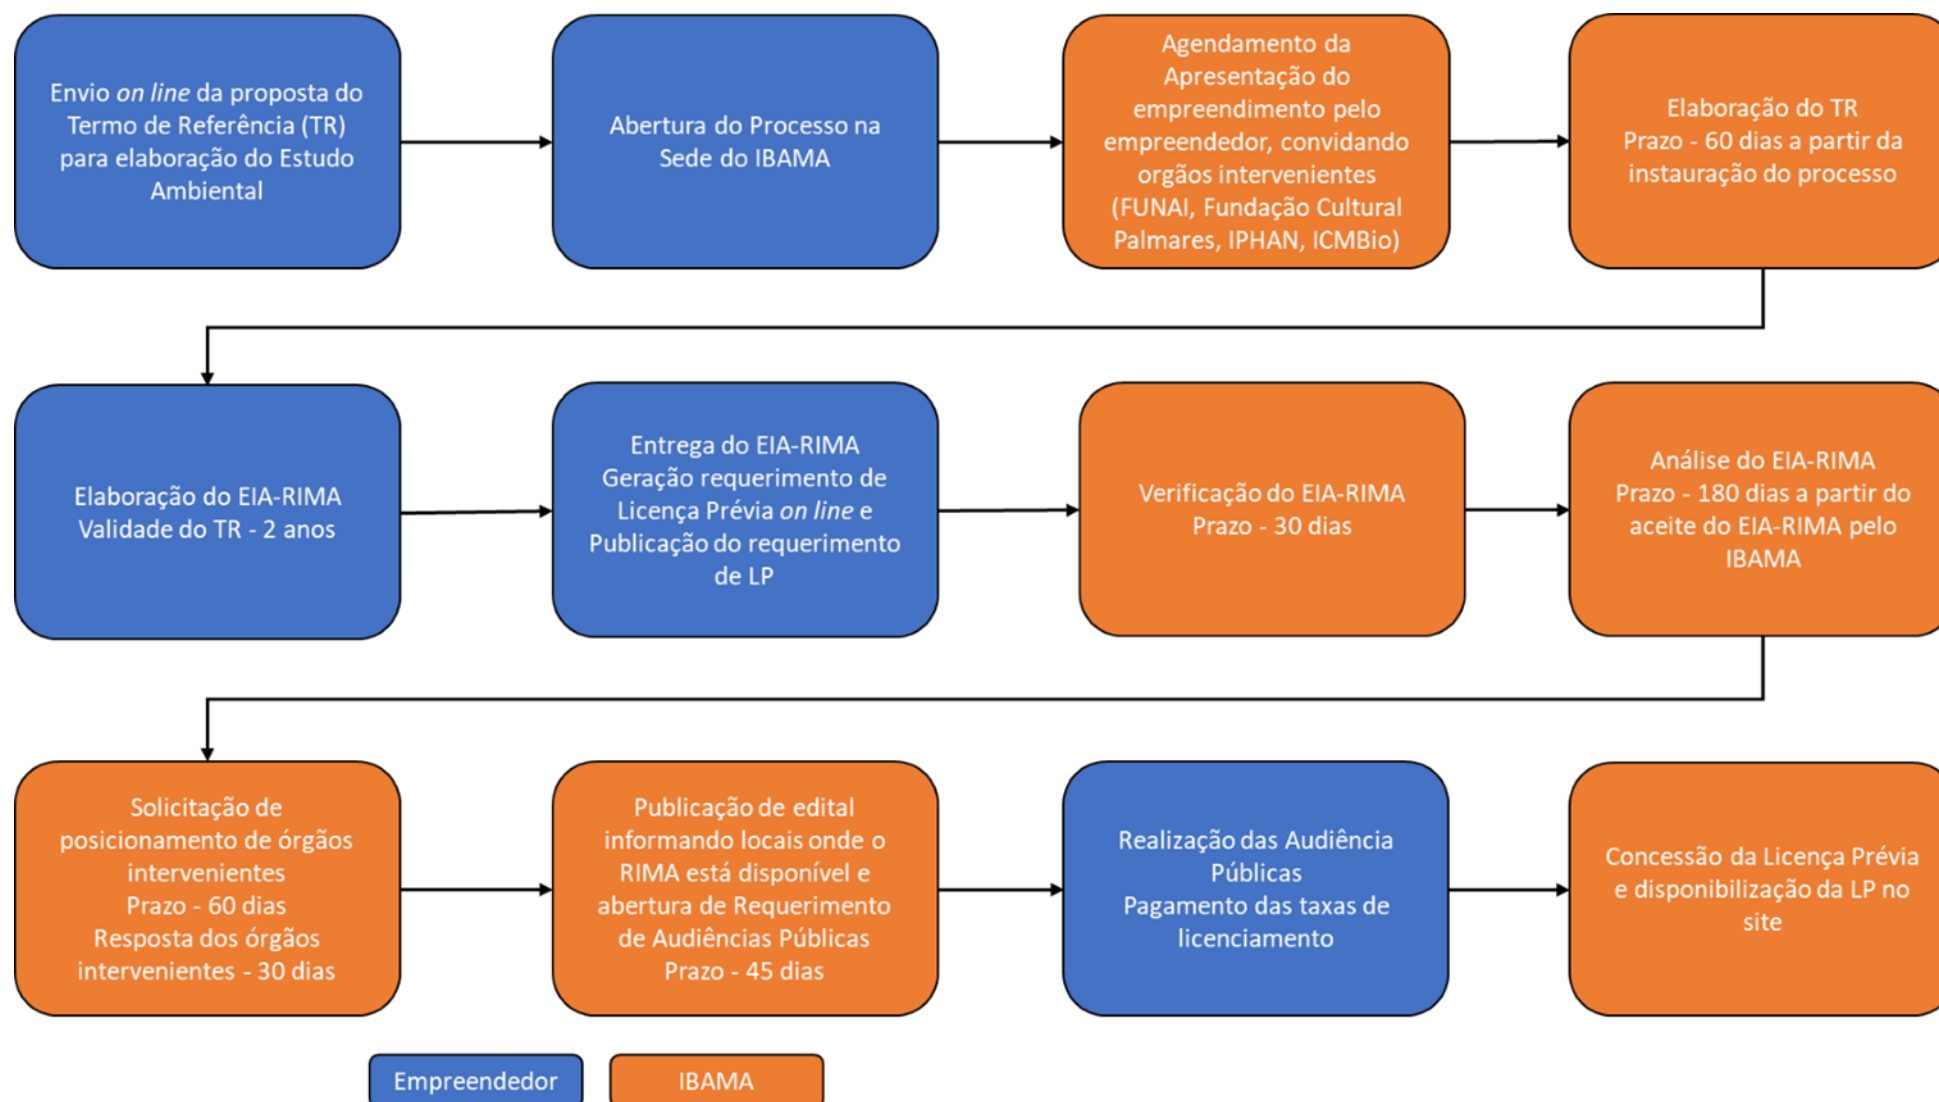 Envio on line da proposta do
Termo de Referência (TR)
para elaboração do Estudo
Ambiental
Abertura do Processo na
Sede do IBAMA
Agendamento da
Apresentação do
empreendimento pelo
empreendedor, convidando
orgãos intervenientes
(FUNAI, Fundação Cultural
Palmares, IPHAN, ICMBio)
Elaboração do TR
Prazo - 60 dias a partir da
instauração do processo
Elaboração do EIA-RIMA
Validade do TR - 2 anos
Entrega do EIA-RIMA
Geração requerimento de
Licença Prévia on line e
Publicação do requerimento
de LP
Verificação do EIA-RIMA
Prazo - 30 dias
Análise do EIA-RIMA
Prazo - 180 dias a partir do
aceite do EIA-RIMA pelo
IBAMA
Solicitação de
posicionamento de órgãos
intervenientes
Prazo - 60 dias
Resposta dos órgãos
intervenientes - 30 dias
Publicação de edital
informando locais onde o
RIMA está disponível e
abertura de Requerimento
de Audiências Públicas
Prazo - 45 dias
Realização das Audiência
Públicas
Pagamento das taxas de
licenciamento
Concessão da Licença Prévia
e disponibilização da LP no
site
Empreendedor
IBAMA